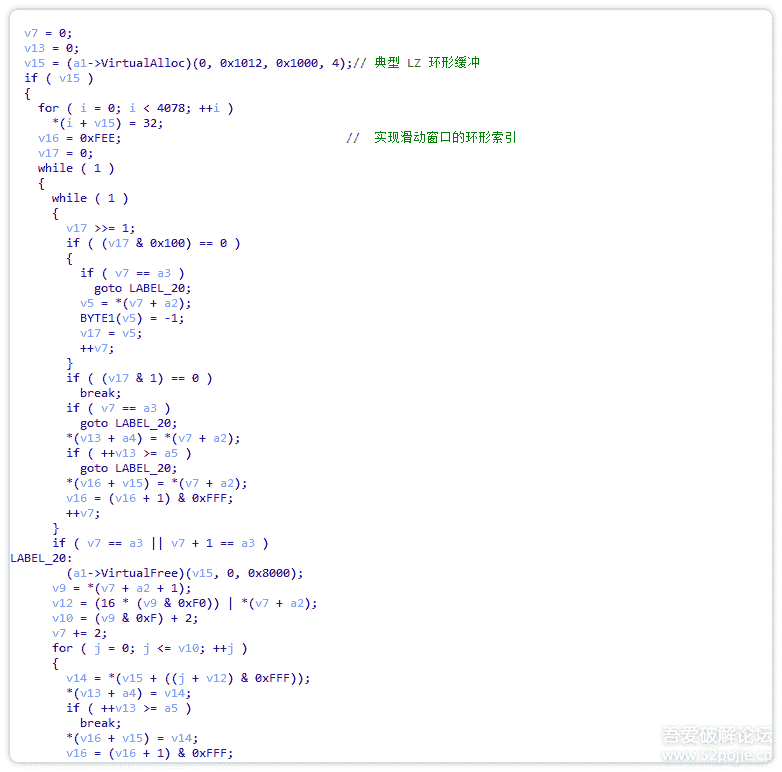 v7 = 0;
v13 = 0;
v15 = (a1->VirtualAlloc)(0, 0x1012, 0x1000, 4);// 典型 LZ 环形缓冲
if ( v15 )
{
  for ( i = 0; i < 4078; ++i )
    *(i + v15) = 32;
  v16 = 0xFEE;                              //  实现滑动窗口的环形索引
  v17 = 0;
  while ( 1 )
  {
    while ( 1 )
    {
      v17 >>= 1;
      if ( (v17 & 0x100) == 0 )
      {
        if ( v7 == a3 )
          goto LABEL_20;
        v5 = *(v7 + a2);
        BYTE1(v5) = -1;
        v17 = v5;
        ++v7;
      }
      if ( (v17 & 1) == 0 )
        break;
      if ( v7 == a3 )
        goto LABEL_20;
      *(v13 + a4) = *(v7 + a2);
      if ( ++v13 >= a5 )
        goto LABEL_20;
      *(v16 + v15) = *(v7 + a2);
      v16 = (v16 + 1) & 0xFFF;
      ++v7;
    }
    if ( v7 == a3 || v7 + 1 == a3 )
LABEL_20:
      (a1->VirtualFree)(v15, 0, 0x8000);
    v9 = *(v7 + a2 + 1);
    v12 = (16 * (v9 & 0xF0)) | *(v7 + a2);
    v10 = (v9 & 0xF) + 2;
    v7 += 2;
    for ( j = 0; j <= v10; ++j )
    {
      v14 = *(v15 + ((j + v12) & 0xFFF));
      *(v13 + a4) = v14;
      if ( ++v13 >= a5 )
        break;
      *(v16 + v15) = v14;
      v16 = (v16 + 1) & 0xFFF;
吾爱破解论坛
www.52pojie.cn